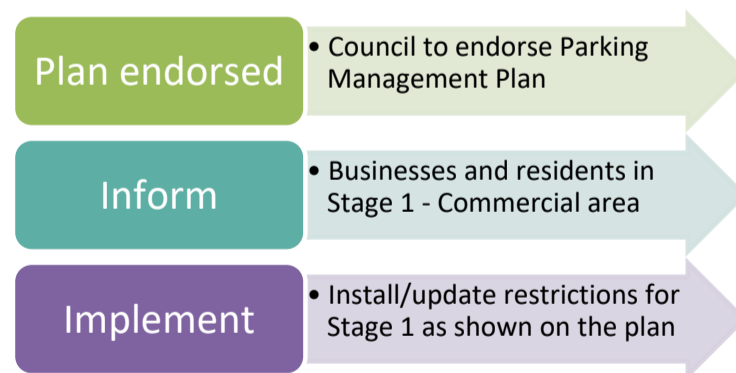 Plan endorsed
• Council to endorse Parking
Management Plan
Inform
• Businesses and residents in
Stage 1 - Commercial area
Implement
• Install/update restrictions for
Stage 1 as shown on the plan